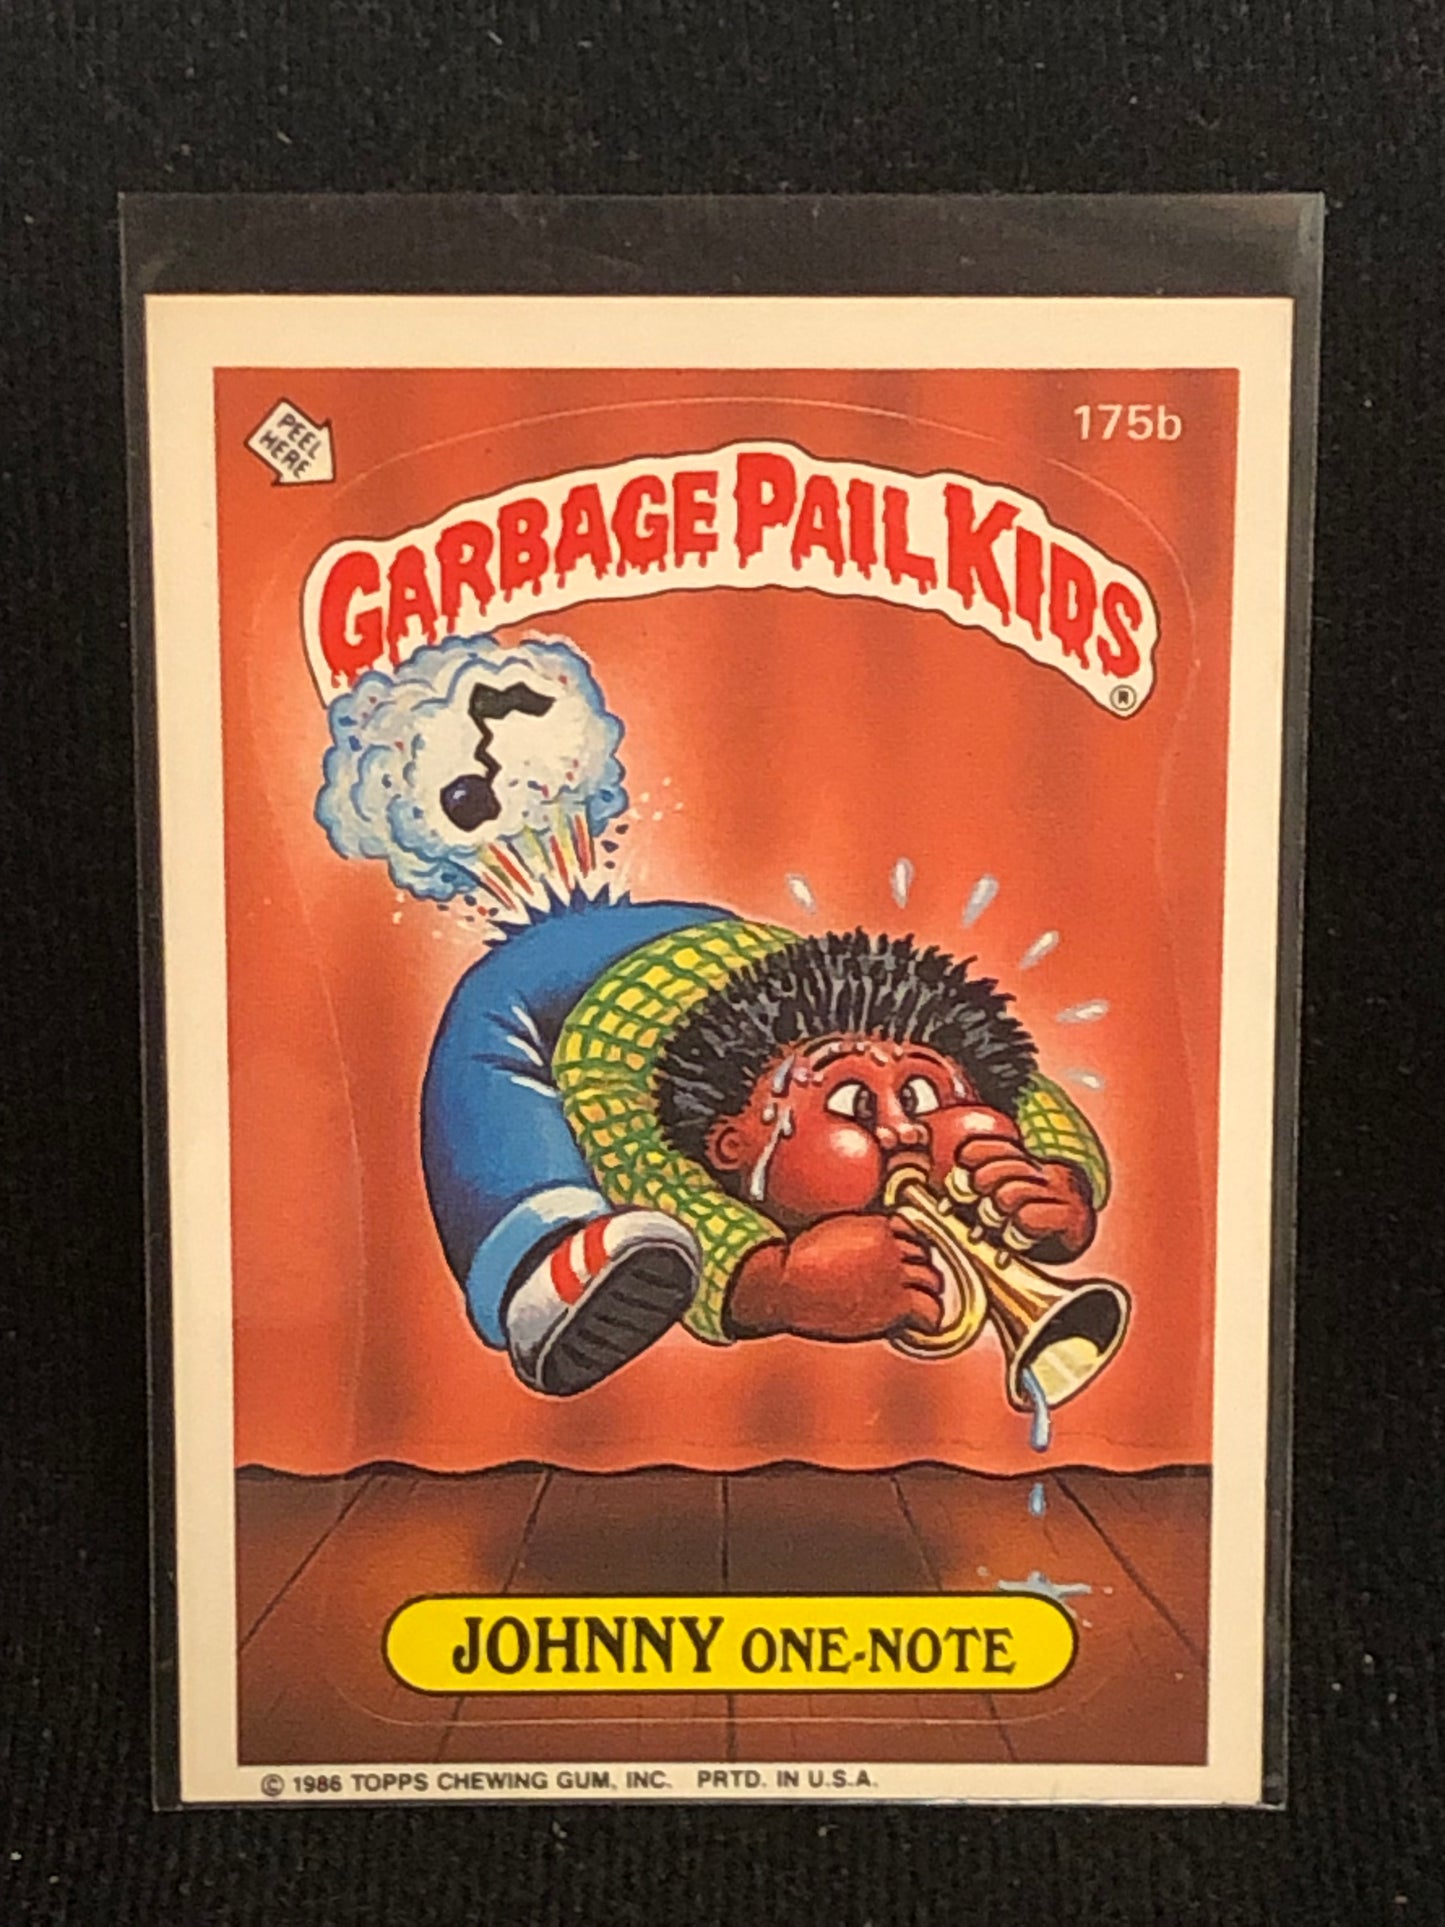 PEEL
HERE
175b
GARBAGE PAIL KIDS
®
JOHNNY ONE-NOTE
© 1986 TOPPS CHEWING GUM, INC. PRTD. IN U.S.A.